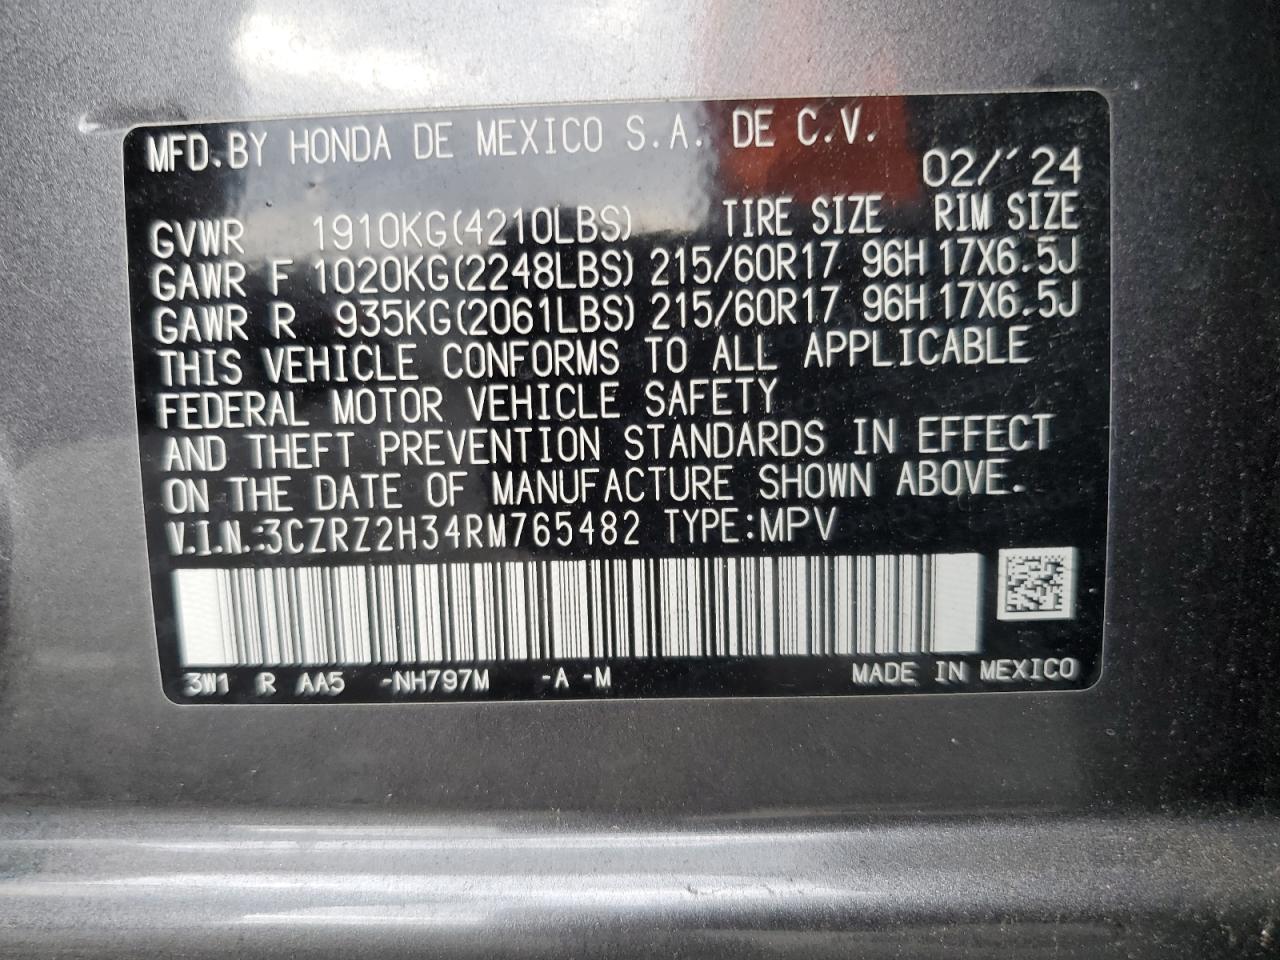 MFD.BY HONDA DE MEXICO S.A. DE C.V.
02/'24
GVWR 1910KG(4210LBS) TIRE SIZE RIM SIZE
GAWR F 1020KG(2248LBS) 215/60R17 96H 17X6.5J
GAWR R 935KG(2061LBS) 215/60R17 96H 17X6.5J
THIS VEHICLE CONFORMS TO ALL APPLICABLE
FEDERAL MOTOR VEHICLE SAFETY
AND THEFT PREVENTION STANDARDS IN EFFECT
ON THE DATE OF MANUFACTURE SHOWN ABOVE.
V.I.N.:3CZRZ2H34RM765482 TYPE:MPV
3W1 R AA5 -NH797M -A -M MADE IN MEXICO